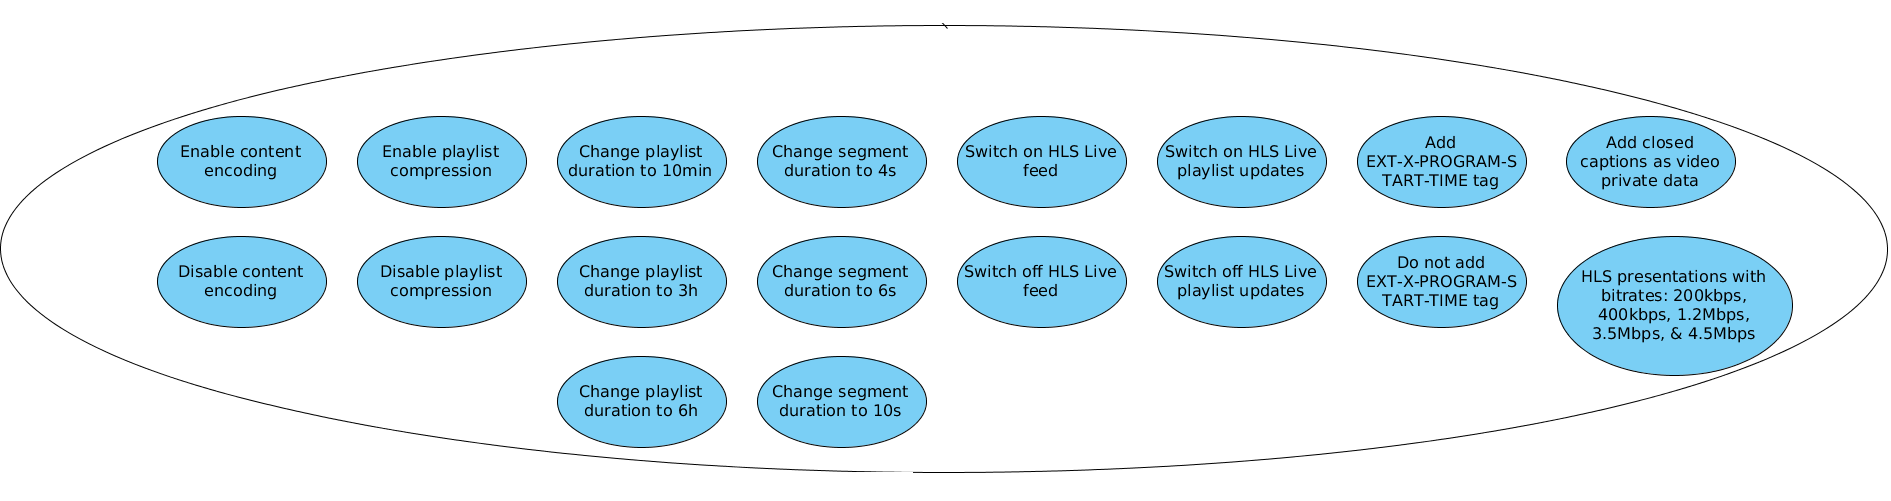 Enable content
encoding
Enable playlist
compression
Change playlist
duration to 10min
Change segment
duration to 4s
Switch on HLS Live
feed
Switch on HLS Live
playlist updates
Add
EXT-X-PROGRAM-S
TART-TIME tag
Add closed
captions as video
private data
Disable content
encoding
Disable playlist
compression
Change playlist
duration to 3h
Change segment
duration to 6s
Switch off HLS Live
feed
Switch off HLS Live
playlist updates
Do not add
EXT-X-PROGRAM-S
TART-TIME tag
HLS presentations with
bitrates: 200kbps,
400kbps, 1.2Mbps,
3.5Mbps, & 4.5Mbps
Change playlist
duration to 6h
Change segment
duration to 10s